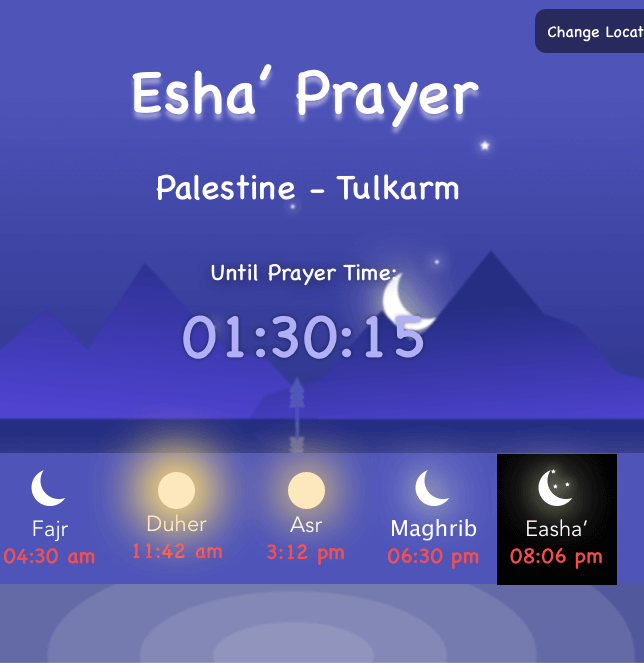 Change Locat
Esha’ Prayer
Palestine - Tulkarm
Until Prayer Time:
01:30:15
Fajr
04:30 am
Duher
11:42 am
Asr
3:12 pm
Maghrib
06:30 pm
Easha’
08:06 pm